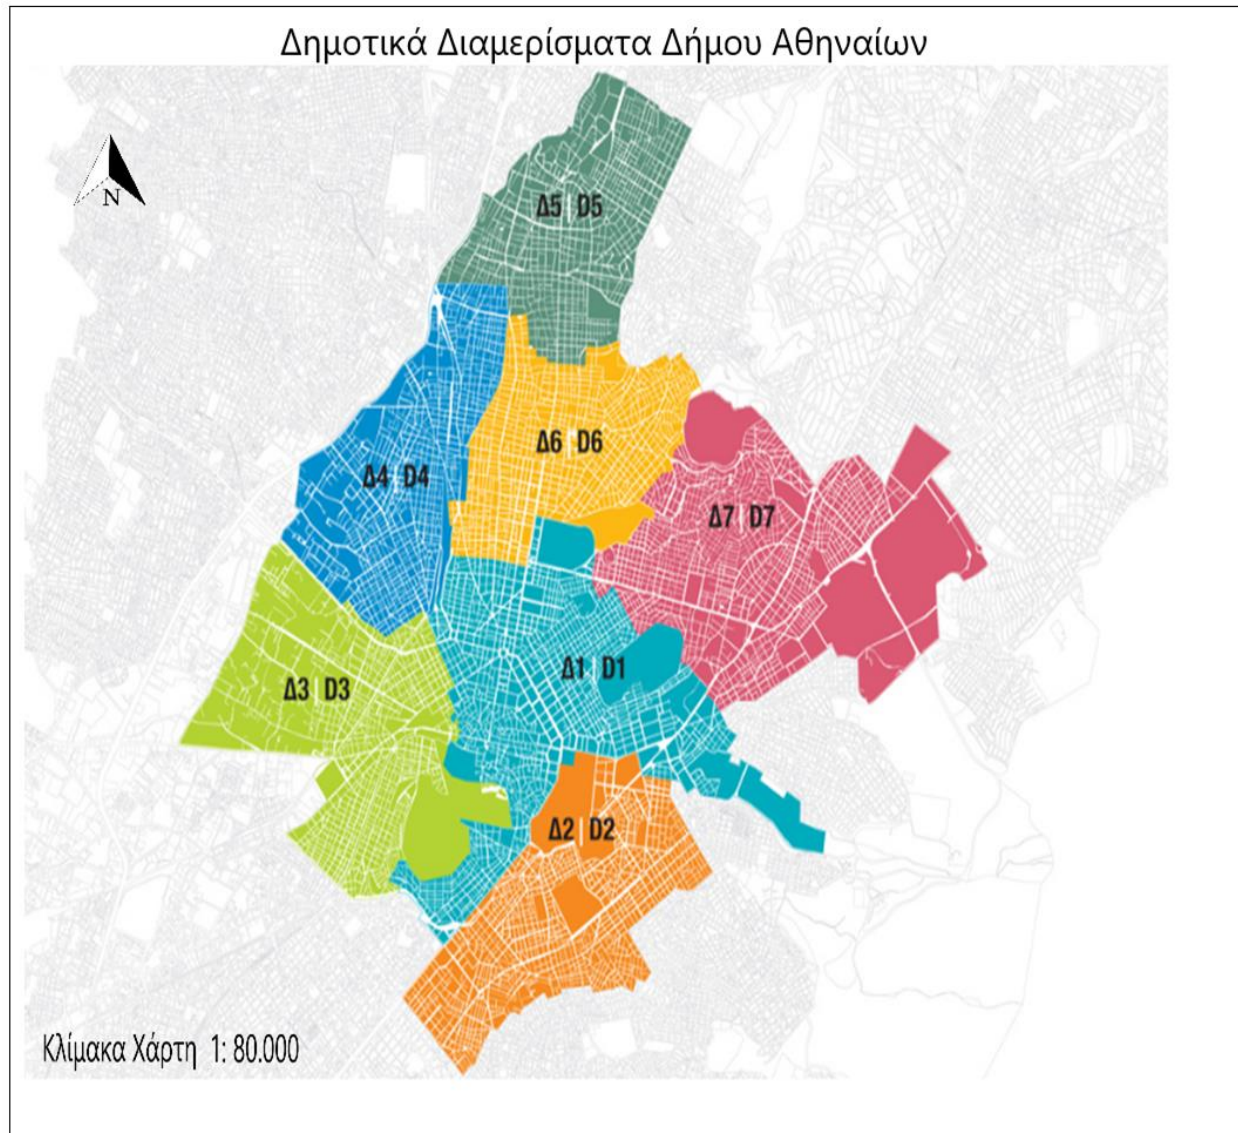 Δημοτικά Διαμερίσματα Δήμου Αθηναίων
N
Δ5 | D5
Δ6 | D6
Δ4 | D4
Δ7 | D7
Δ1 | D1
Δ3 | D3
Δ2 | D2
Κλίμακα Χάρτη 1: 80.000